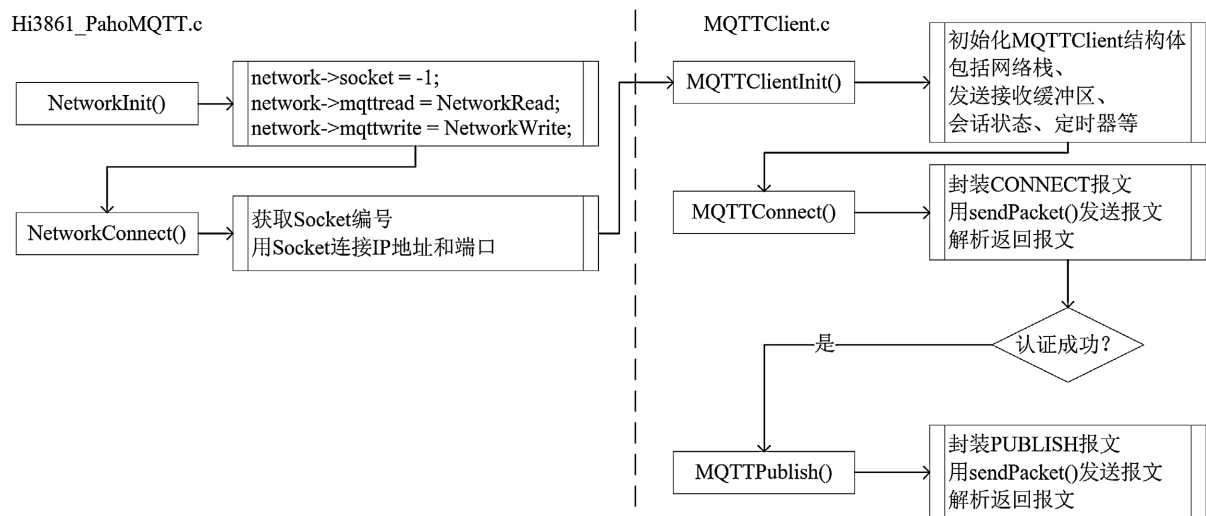 Hi3861_PahoMQTT.c
NetworkInit()
network->socket = -1;
network->mqttread = NetworkRead;
network->mqttwrite = NetworkWrite;
NetworkConnect()
获取Socket编号
用Socket连接IP地址和端口
MQTTClient.c
MQTTClientInit()
初始化MQTTClient结构体
包括网络栈、
发送接收缓冲区、
会话状态、定时器等
MQTTConnect()
封装CONNECT报文
用sendPacket()发送报文
解析返回报文
认证成功?
是
MQTTPublish()
封装PUBLISH报文
用sendPacket()发送报文
解析返回报文